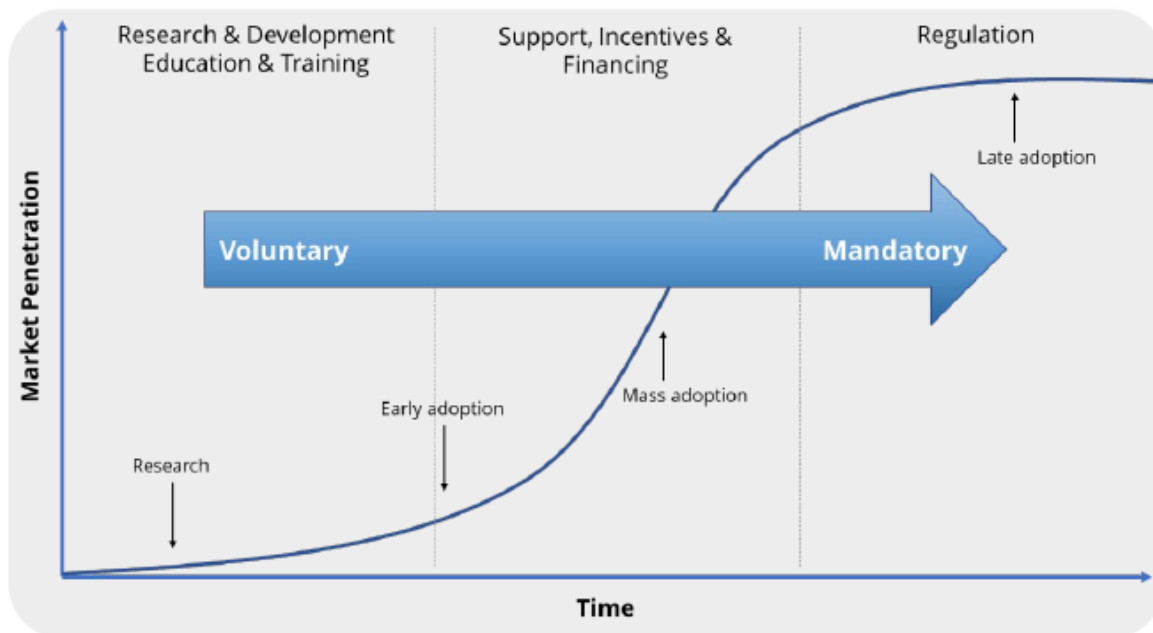 Research & Development
Education & Training
Support, Incentives &
Financing
Regulation
Late adoption
Voluntary
Mandatory
Mass adoption
Early adoption
Research
Market Penetration
Time